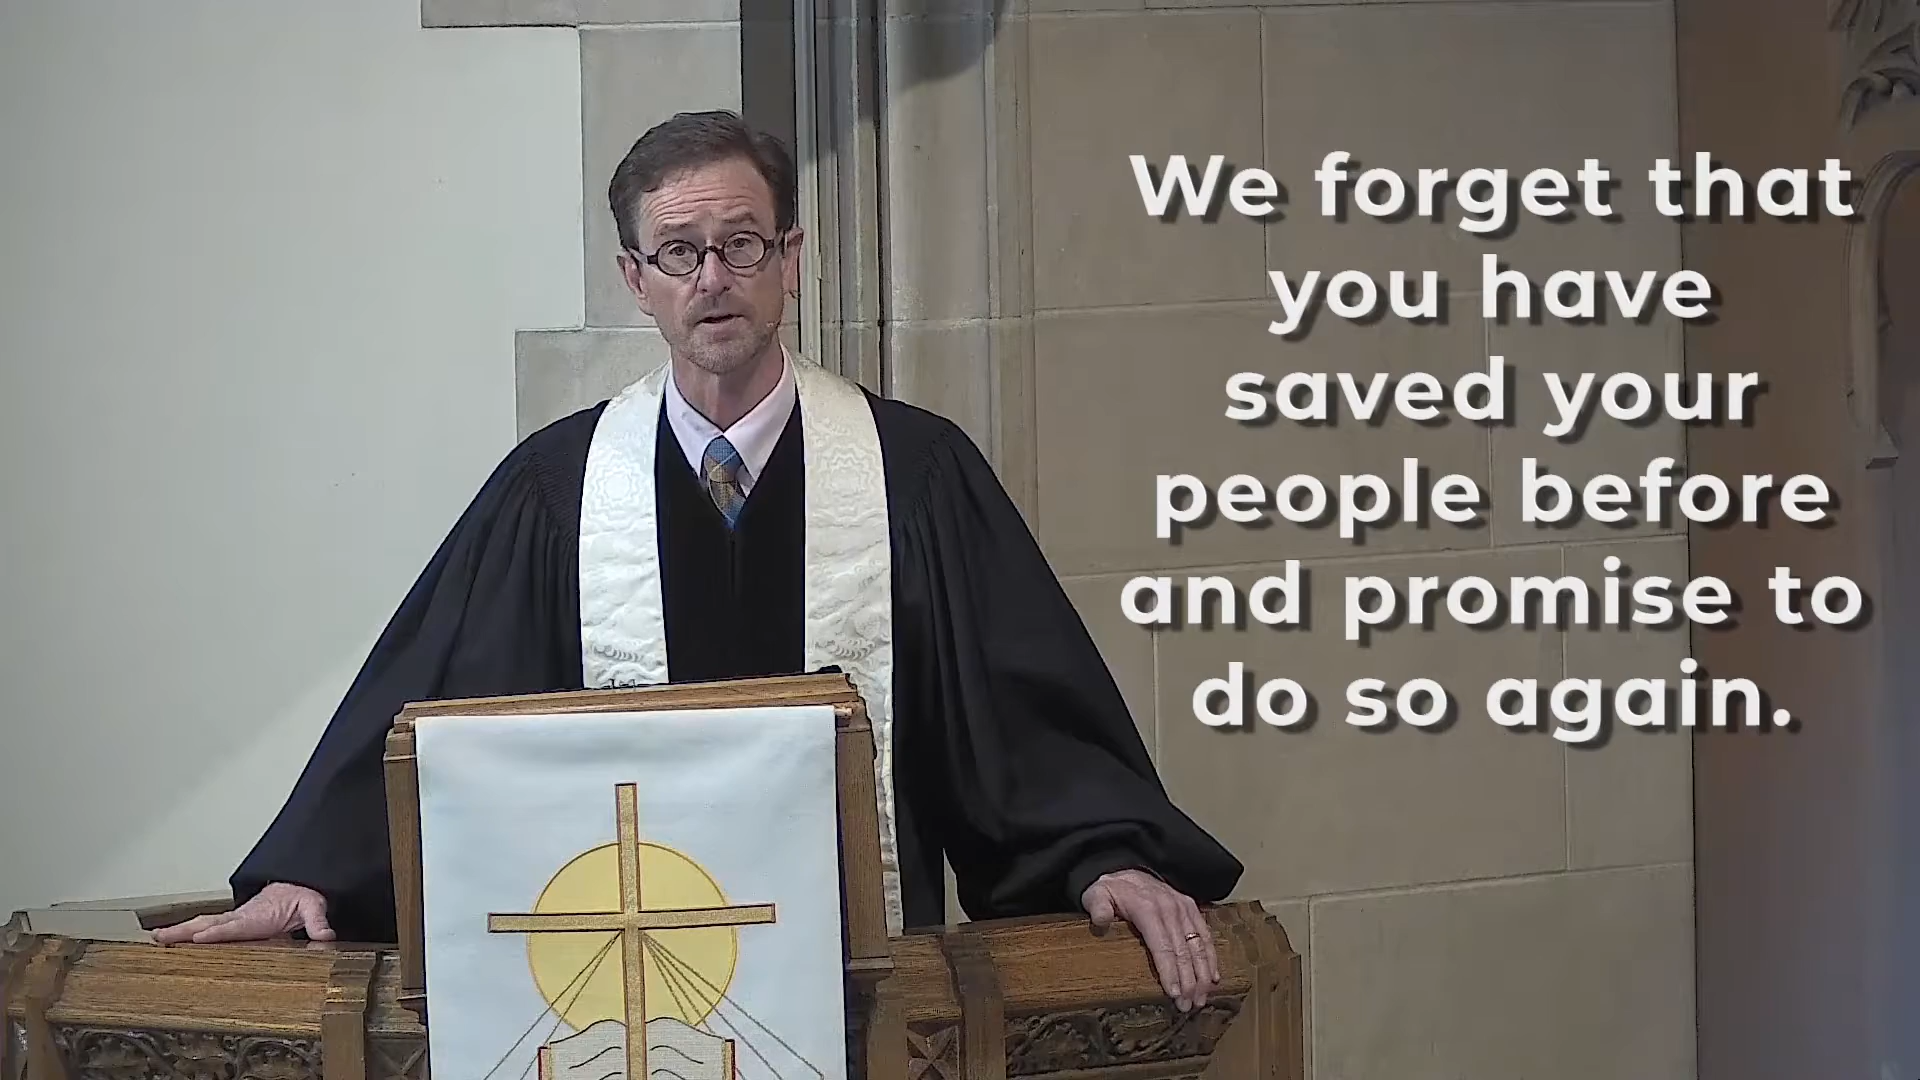 We forget that
you have
saved your
people before
and promise to
do so again.